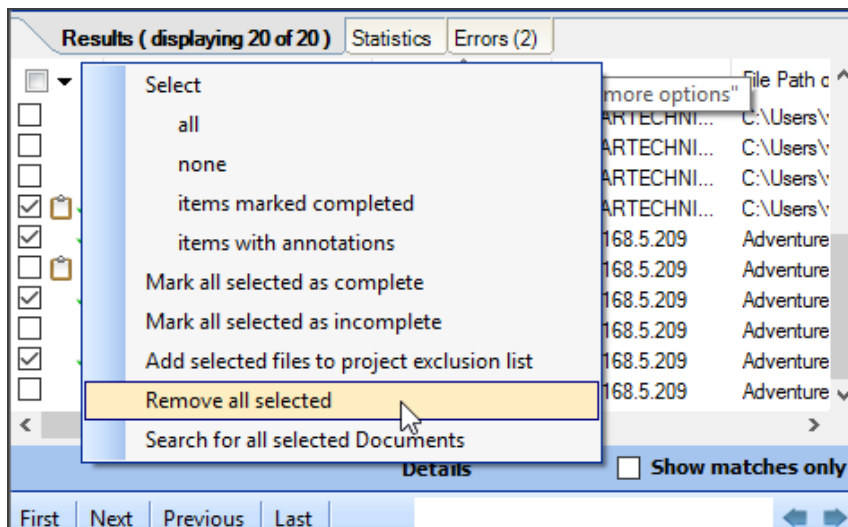 Results ( displaying 20 of 20 ) Statistics Errors (2)
Select File Path
all more options"
none
items marked completed
items with annotations
Mark all selected as complete
Mark all selected as incomplete
Add selected files to project exclusion list
Remove all selected
Search for all selected Documents
ARTECHNI... C:\Users\
ARTECHNI... C:\Users\
ARTECHNI... C:\Users\
ARTECHNI... C:\Users\
168.5.209 Adventure
168.5.209 Adventure
168.5.209 Adventure
168.5.209 Adventure
168.5.209 Adventure
168.5.209 Adventure
Details Show matches only
First Next Previous Last